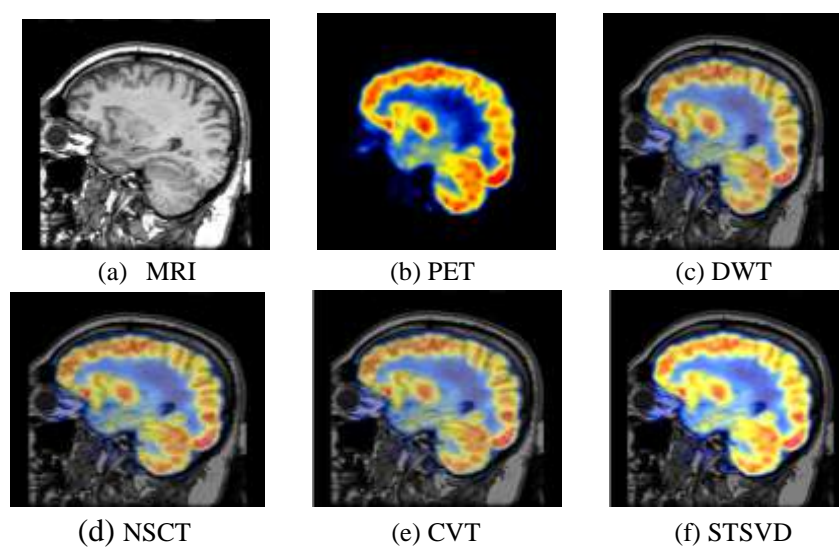 (a) MRI
(b) PET
(c) DWT
(d) NSCT
(e) CVT
(f) STSVD